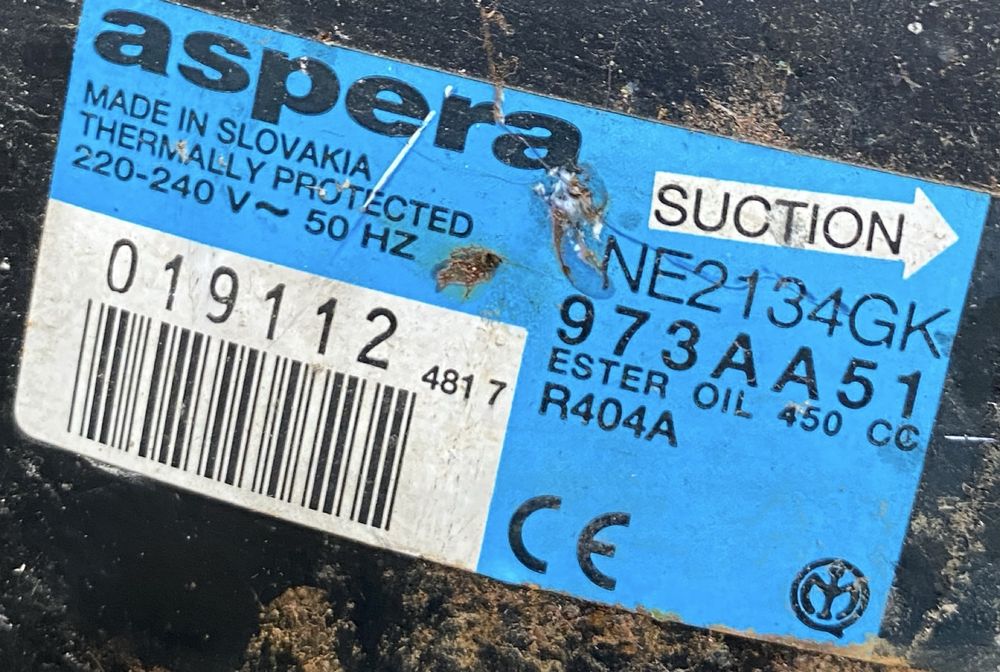 aspera
MADE IN SLOVAKIA
THERMALLY PROTECTED
220-240 V~ 50 HZ
019112
4817
SUCTION
NE2134GK
973AA51
ESTER OIL 450 CC
R404A
CE